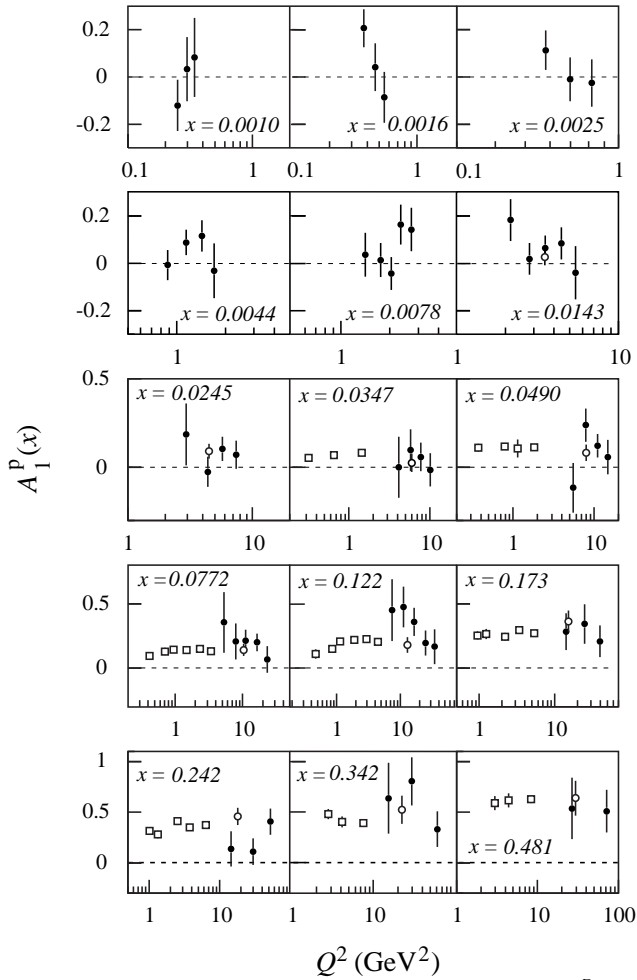 0.2
0
-0.2
x = 0.0010
x = 0.0016
x = 0.0025
0.1
1
0.1
1
0.1
1
0.2
0
-0.2
x = 0.0044
x = 0.0078
x = 0.0143
1
1
1
10
0.5
0
x = 0.0245
x = 0.0347
x = 0.0490
1
10
1
10
1
10
A₁ᵖ(x)
0.5
0
x = 0.0772
x = 0.122
x = 0.173
1
10
1
10
1
10
1
0.5
0
x = 0.242
x = 0.342
x = 0.481
1
10
1
10
1
10
100
Q² (GeV²)